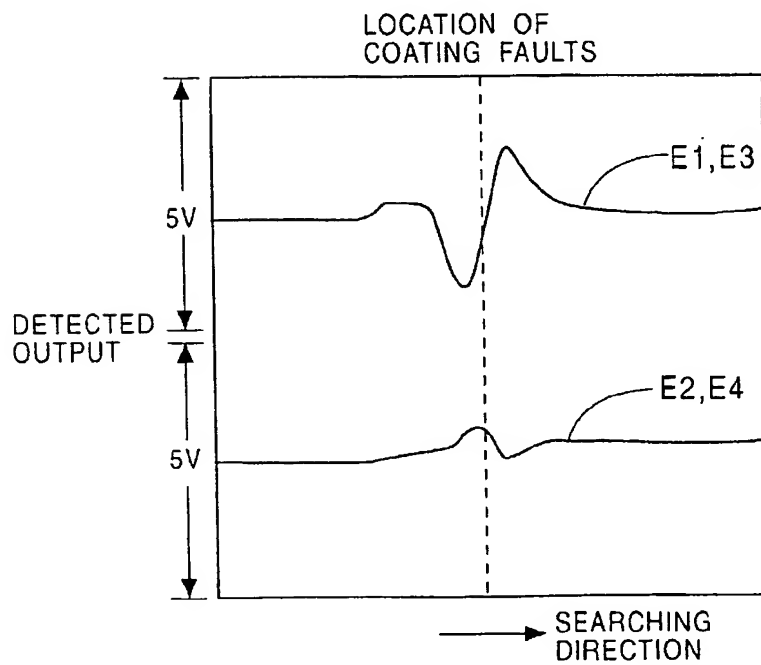 LOCATION OF
COATING FAULTS
E1,E3
5V
DETECTED
OUTPUT
E2,E4
5V
SEARCHING
DIRECTION